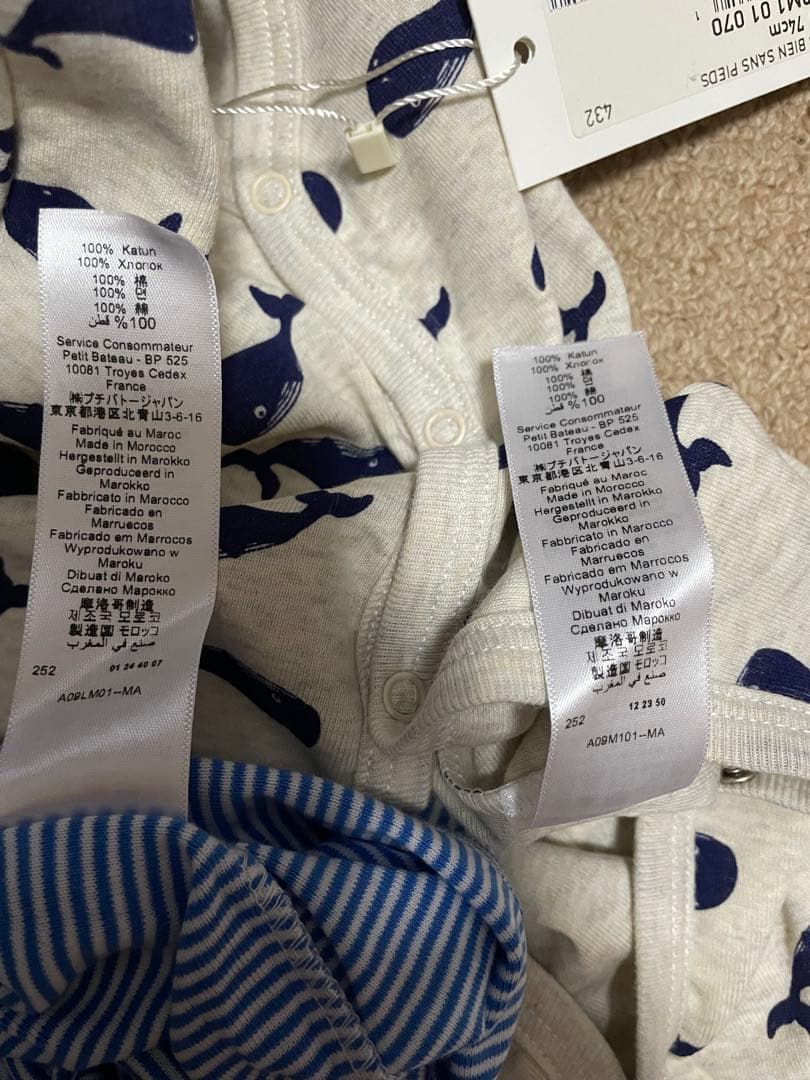 BIEN SANS PIEDS
74cm
01 070
1
432
100% Katun
100% Хлопок
100% 棉
100% 면
100% 綿
100% قطن
Service Consommateur
Petit Bateau - BP 525
10081 Troyes Cedex
France
㈱プチバトージャパン
東京都港区北青山3-6-16
Fabriqué au Maroc
Made in Morocco
Hergestellt in Marokko
Geproduceerd in
Marokko
Fabbricato in Marocco
Fabricado en
Marruecos
Fabricado em Marrocos
Wyprodukowano w
Maroku
Dibuat di Maroko
Сделано Марокко
摩洛哥制造
제조국 모로코
製造国 モロッコ
صنع في المغرب
252
01 24 40 07
A09LM01--MA
100% Katun
100% Хлопок
100% 棉
100% 면
100% 綿
100% قطن
Service Consommateur
Petit Bateau - BP 525
10081 Troyes Cedex
France
㈱プチバトージャパン
東京都港区北青山3-6-16
Fabriqué au Maroc
Made in Morocco
Hergestellt in Marokko
Geproduceerd in
Marokko
Fabbricato in Marocco
Fabricado en
Marruecos
Fabricado em Marrocos
Wyprodukowano w
Maroku
Dibuat di Maroko
Сделано Марокко
摩洛哥制造
제조국 모로코
製造国 モロッコ
صنع في المغرب
252
12 23 50
A09M101--MA